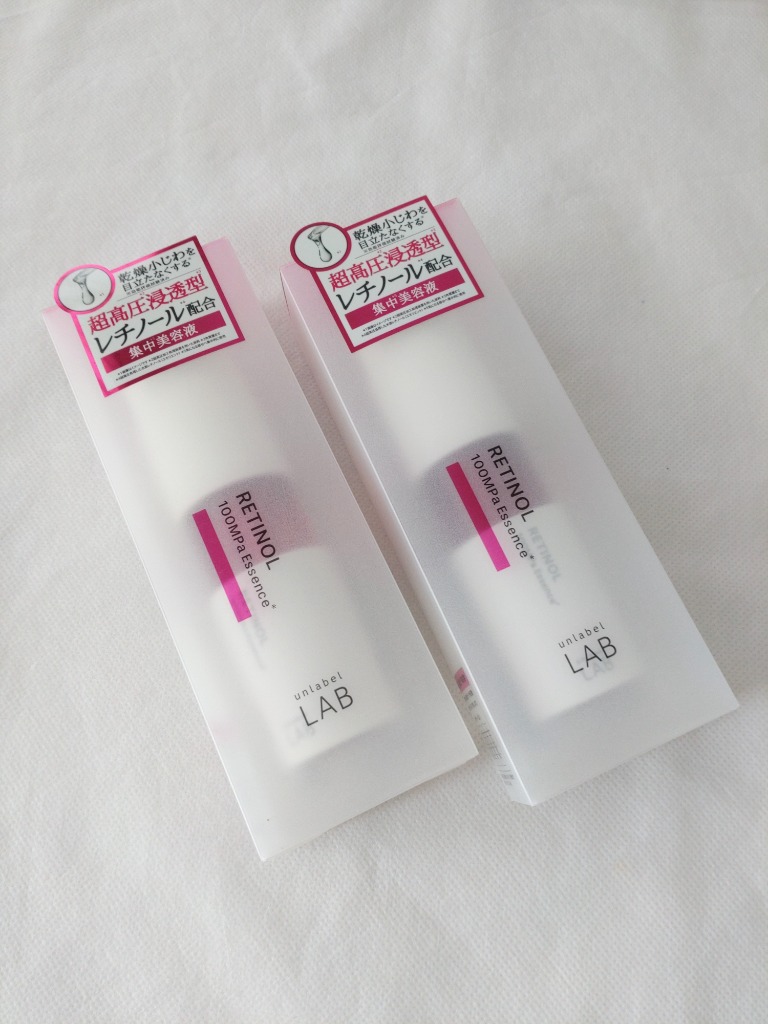 乾燥小じわを
目立たなくする
超高圧浸透型
レチノール配合
集中美容液
RETINOL
100MPa Essence*
unlabel
LAB
乾燥小じわを
目立たなくする
超高圧浸透型
レチノール配合
集中美容液
RETINOL
100MPa Essence*
unlabel
LAB